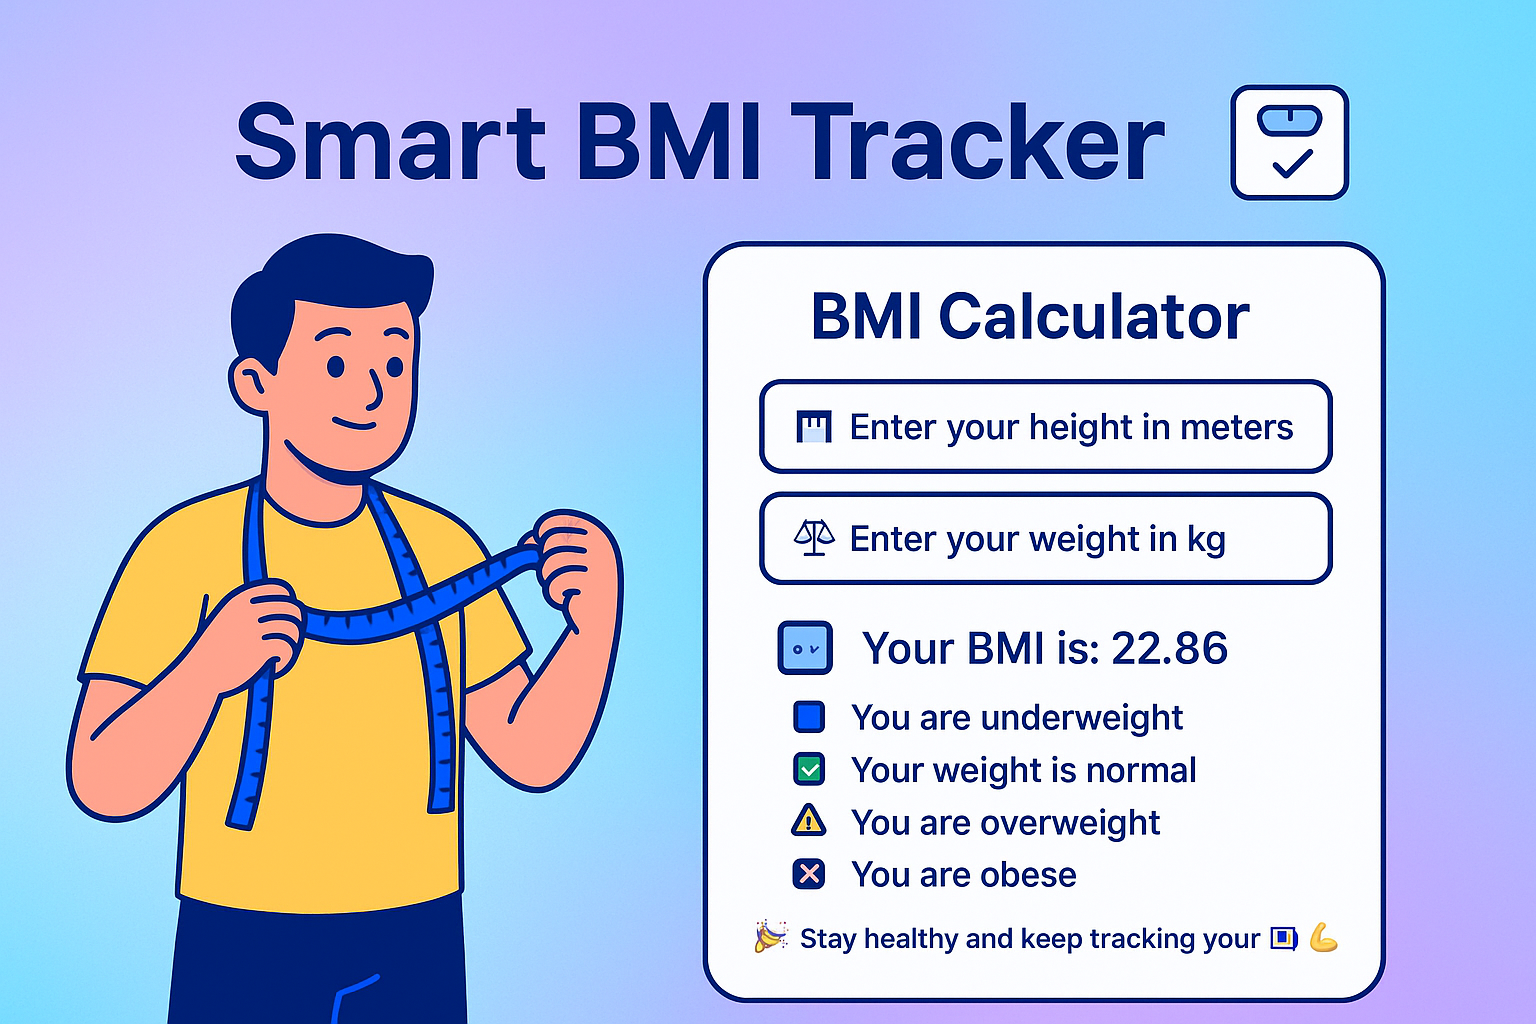 Smart BMI Tracker
BMI Calculator
Enter your height in meters
Enter your weight in kg
Your BMI is: 22.86
You are underweight
Your weight is normal
You are overweight
You are obese
Stay healthy and keep tracking your